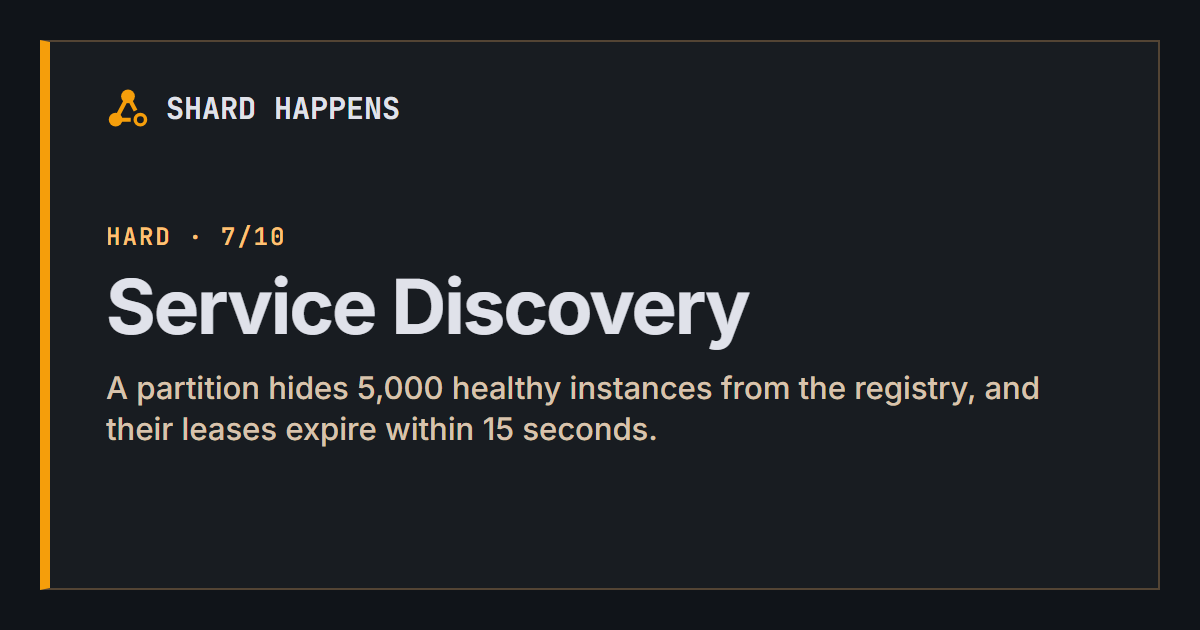 SHARD HAPPENS
HARD · 7/10
Service Discovery
A partition hides 5,000 healthy instances from the registry, and
their leases expire within 15 seconds.